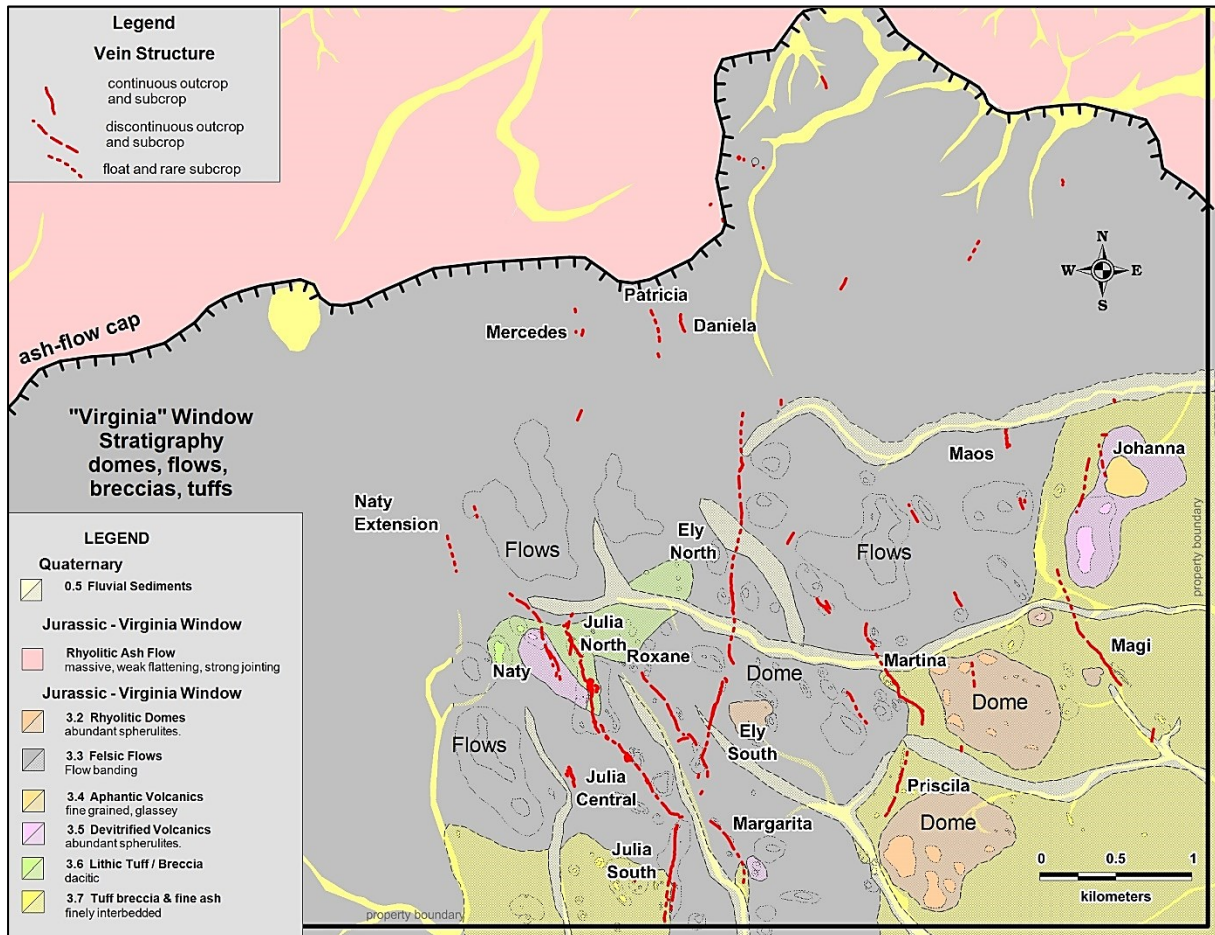 Legend
Vein Structure
continuous outcrop
and subcrop
discontinuous outcrop
and subcrop
float and rare subcrop
N
W
E
S
ash-flow cap
Patricia
Mercedes
Daniela
"Virginia" Window
Stratigraphy
domes, flows,
breccias, tuffs
Maos
Johanna
Naty
Extension
Flows
Ely
North
Flows
property boundary
Julia
North
Roxane
Naty
Dome
Martina
Magi
Dome
Flows
Ely
South
Julia
Central
Priscila
Margarita
Dome
Julia
South
property boundary
0
0.5
1
kilometers
LEGEND
Quaternary
0.5 Fluvial Sediments
Jurassic - Virginia Window
Rhyolitic Ash Flow
massive, weak flattening, strong jointing
Jurassic - Virginia Window
3.2 Rhyolitic Domes
abundant spherulites.
3.3 Felsic Flows
Flow banding
3.4 Aphantic Volcanics
fine grained, glassey
3.5 Devitrified Volcanics
abundant spherulites.
3.6 Lithic Tuff / Breccia
dacitic
3.7 Tuff breccia & fine ash
finely interbedded